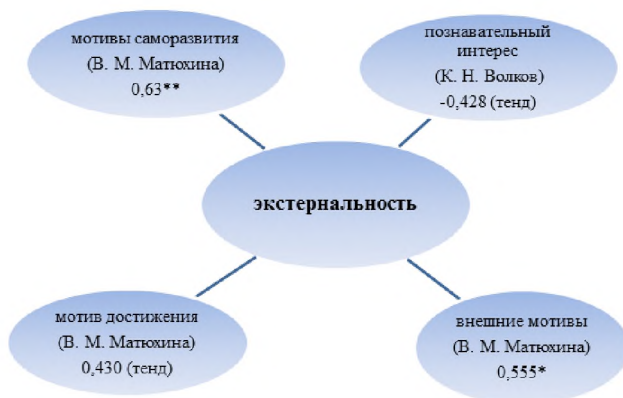 мотивы саморазвития
(В. М. Матюхина)
0,63**
познавательный
интерес
(К. Н. Волков)
-0,428 (тенд)
экстернальность
мотив достижения
(В. М. Матюхина)
0,430 (тенд)
внешние мотивы
(В. М. Матюхина)
0,555*